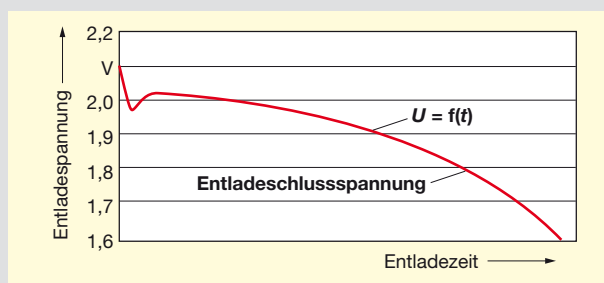 2,2
V
2,0
1,9
1,8
1,7
1,6
Entladespannung
U = f(t)
Entladeschlussspannung
Entladezeit